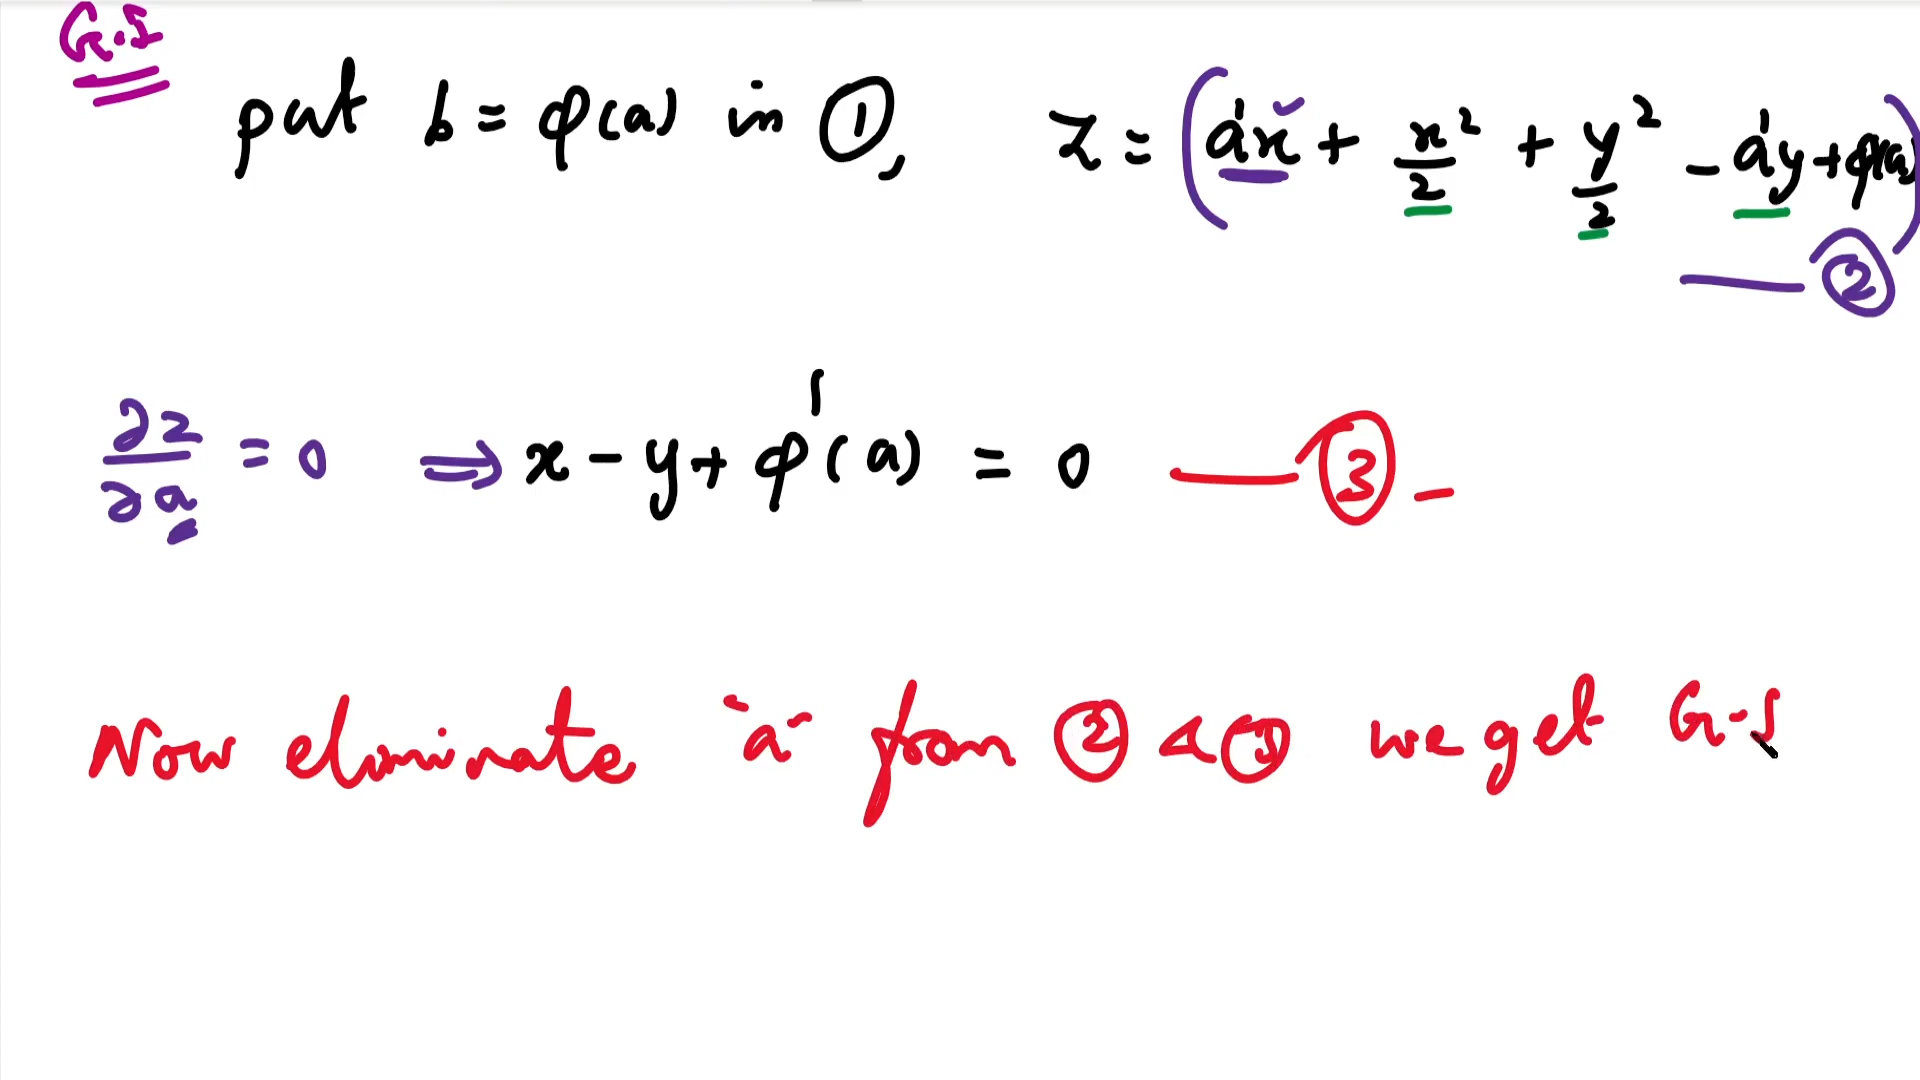 G.S
put b = φ(a) in ①, z = (ax + x²/2 + y²/2 - ay + φ(a)) — ②
∂z/∂a = 0 ⇒ x - y + φ'(a) = 0 — ③ -
Now eliminate "a" from ② & ③ we get G.S